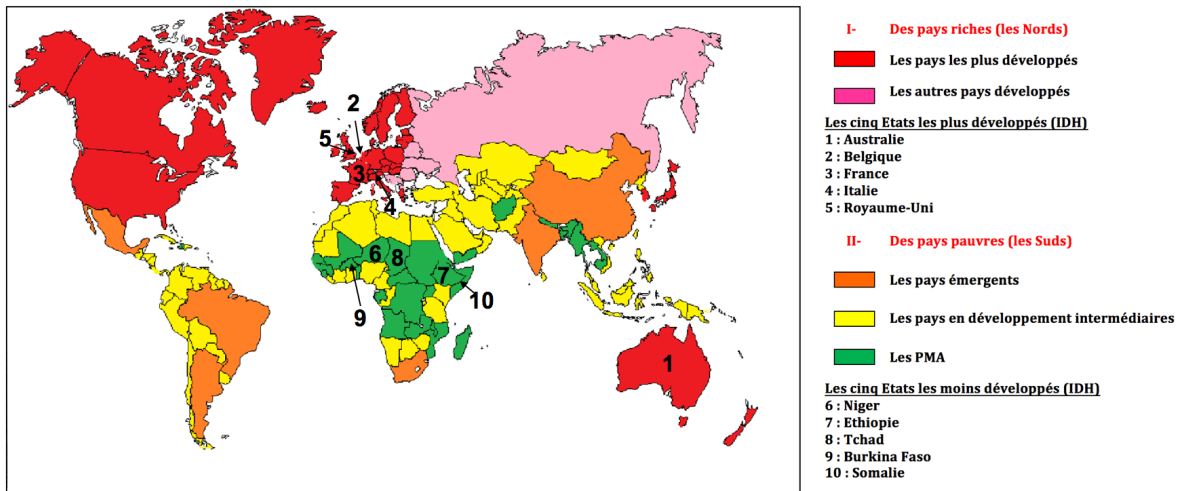 I- Des pays riches (les Nords)
Les pays les plus développés
Les autres pays développés
Les cinq Etats les plus développés (IDH)
1 : Australie
2 : Belgique
3 : France
4 : Italie
5 : Royaume-Uni
II- Des pays pauvres (les Suds)
Les pays émergents
Les pays en développement intermédiaires
Les PMA
Les cinq Etats les moins développés (IDH)
6 : Niger
7 : Ethiopie
8 : Tchad
9 : Burkina Faso
10 : Somalie
2
5
3
4
6
8
7
10
9
1